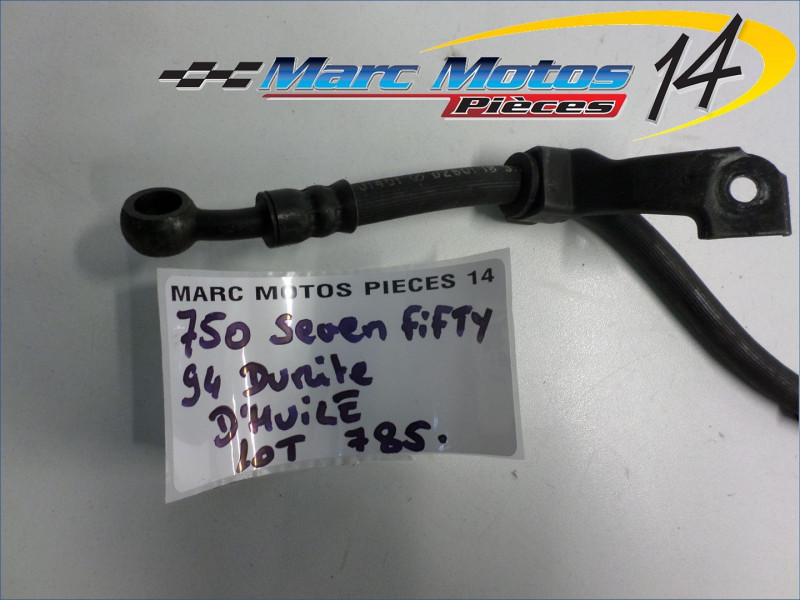 Marc Motos 14
Pièces
MARC MOTOS PIECES 14
750 Seven FiFTY
94 Durite
D'HUiLE
LOT 785.